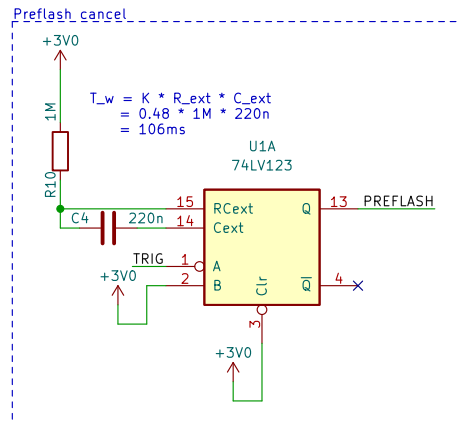 Preflash cancel
+3V0
T_w = K * R_ext * C_ext
= 0.48 * 1M * 220n
= 106ms
1M
R10
U1A
74LV123
15
RCext
Q
13
PREFLASH
C4
220n
14
Cext
TRIG
1
A
+3V0
2
B
Clr
Q
4
3
+3V0